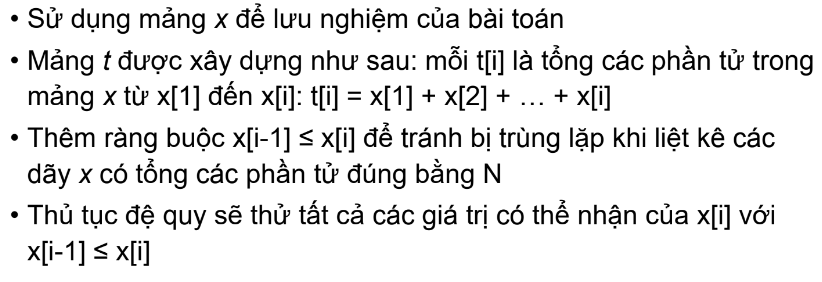 • Sử dụng mảng x để lưu nghiệm của bài toán
• Mảng t được xây dựng như sau: mỗi t[i] là tổng các phần tử trong
mảng x từ x[1] đến x[i]: t[i] = x[1] + x[2] + … + x[i]
• Thêm ràng buộc x[i-1] ≤ x[i] để tránh bị trùng lặp khi liệt kê các
dãy x có tổng các phần tử đúng bằng N
• Thủ tục đệ quy sẽ thử tất cả các giá trị có thể nhận của x[i] với
x[i-1] ≤ x[i]